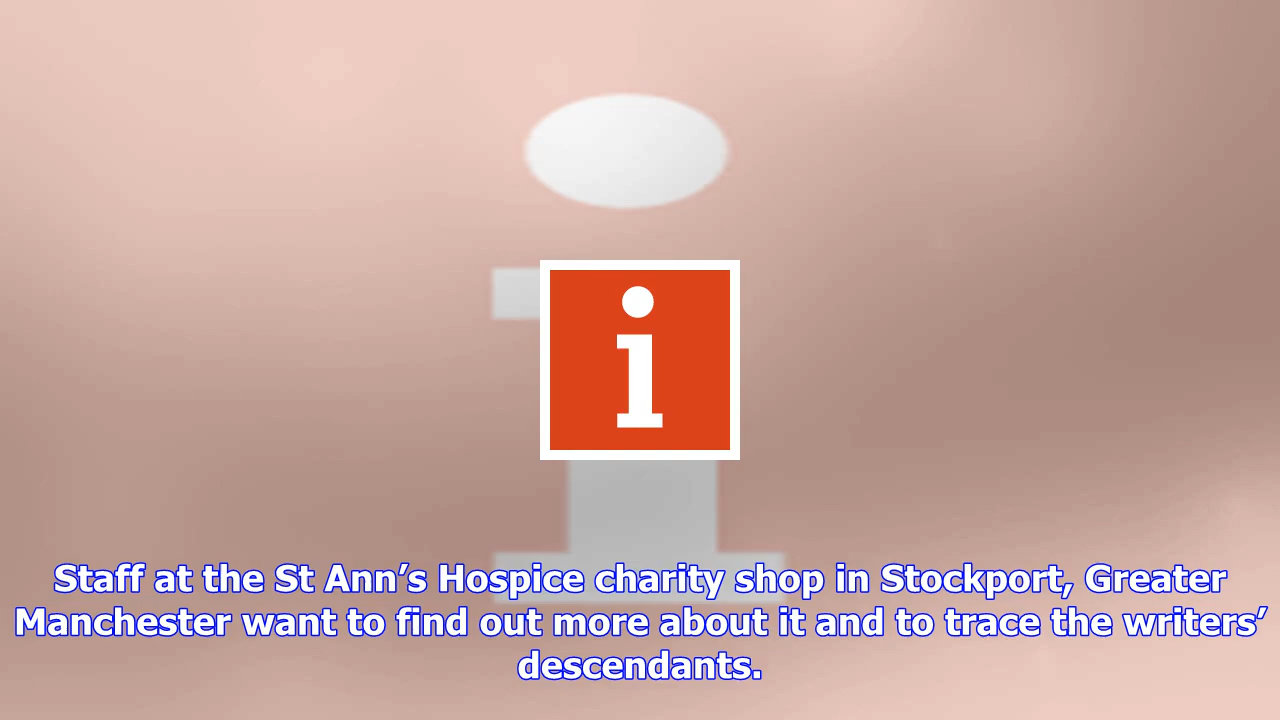 i
Staff at the St Ann’s Hospice charity shop in Stockport, Greater
Manchester want to find out more about it and to trace the writers’
descendants.